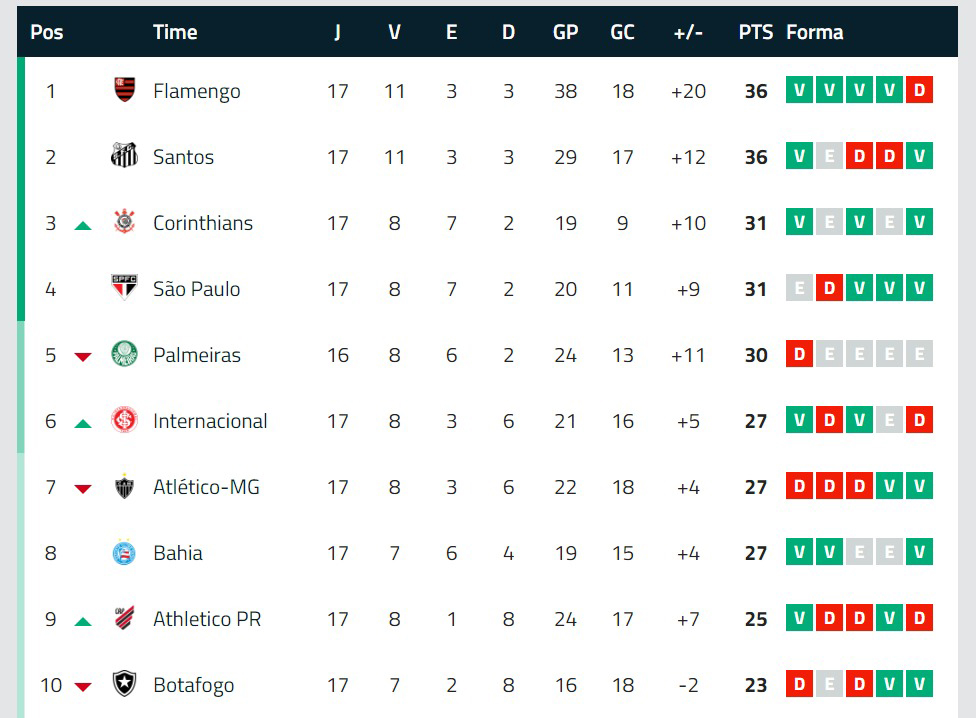 Pos Time J V E D GP GC +/- PTS Forma
1 Flamengo 17 11 3 3 38 18 +20 36 V V V V D
2 Santos 17 11 3 3 29 17 +12 36 V E D D V
3 Corinthians 17 8 7 2 19 9 +10 31 V E V E V
4 SPFC São Paulo 17 8 7 2 20 11 +9 31 E D V V V
5 Palmeiras 16 8 6 2 24 13 +11 30 D E E E E
6 Internacional 17 8 3 6 21 16 +5 27 V D V E D
7 Atlético-MG 17 8 3 6 22 18 +4 27 D D D V V
8 Bahia 17 7 6 4 19 15 +4 27 V V E E V
9 CAP Athletico PR 17 8 1 8 24 17 +7 25 V D D V D
10 Botafogo 17 7 2 8 16 18 -2 23 D E D V V